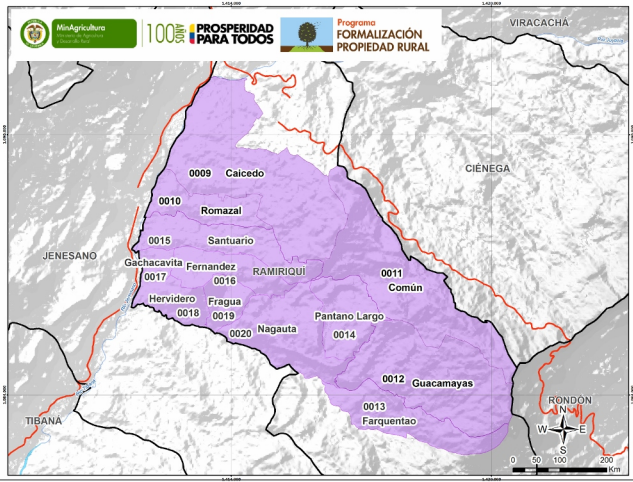 MinAgricultura
Ministerio de Agricultura
y Desarrollo Rural
100 AÑOS
PROSPERIDAD
PARA TODOS
Programa
FORMALIZACIÓN
PROPIEDAD RURAL
VIRACACHÁ
CIÉNEGA
0009 Caicedo
0010
Romazal
0015 Santuario
JENESANO
Gachacavita
Fernandez
RAMIRIQUÍ
0011
0017
0016
Común
Hervidero
Fragua
0018
0019
Pantano Largo
0020 Nagauta
0014
0012 Guacamayas
0013
Farquentao
RONDÓN
TIBANÁ
N
W E
S
0 50 100 200
Km